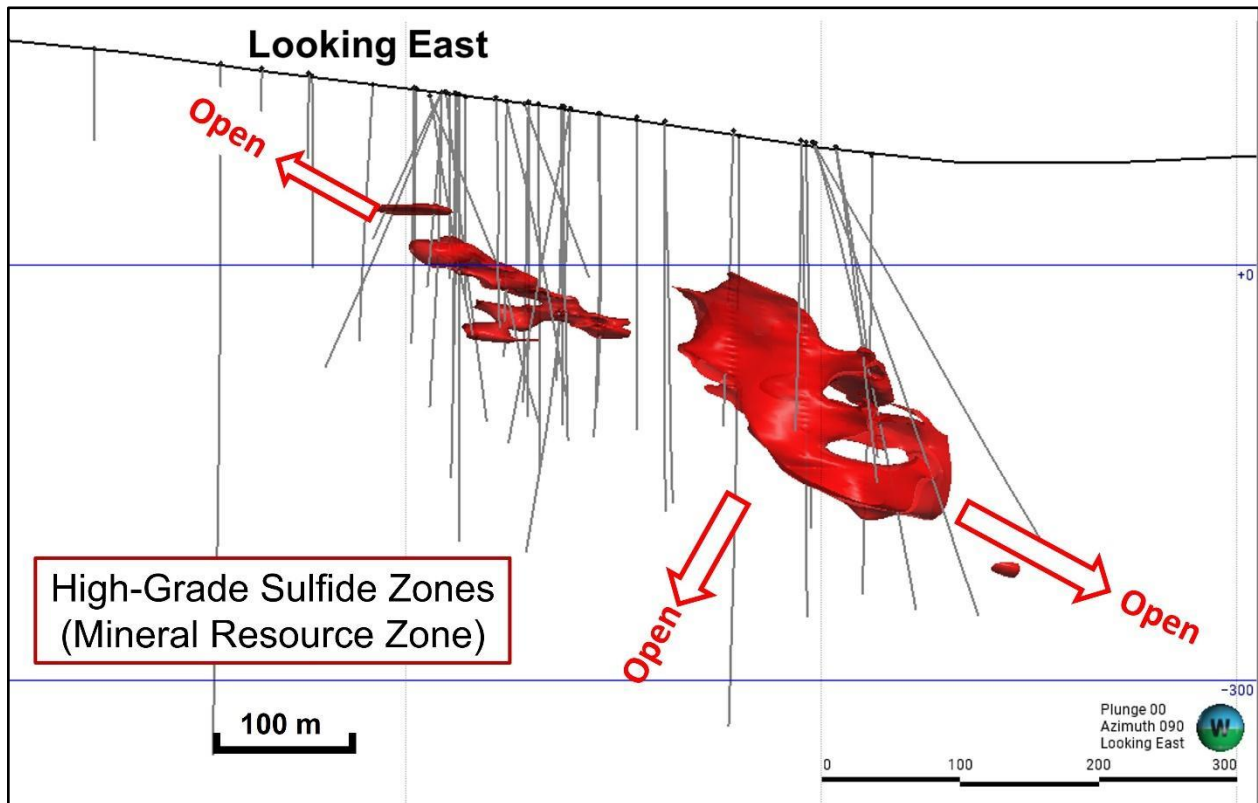 Looking East
Open
+0
High-Grade Sulfide Zones
(Mineral Resource Zone)
Open
Open
-300
100 m
Plunge 00
Azimuth 090
Looking East
W
0 100 200 300